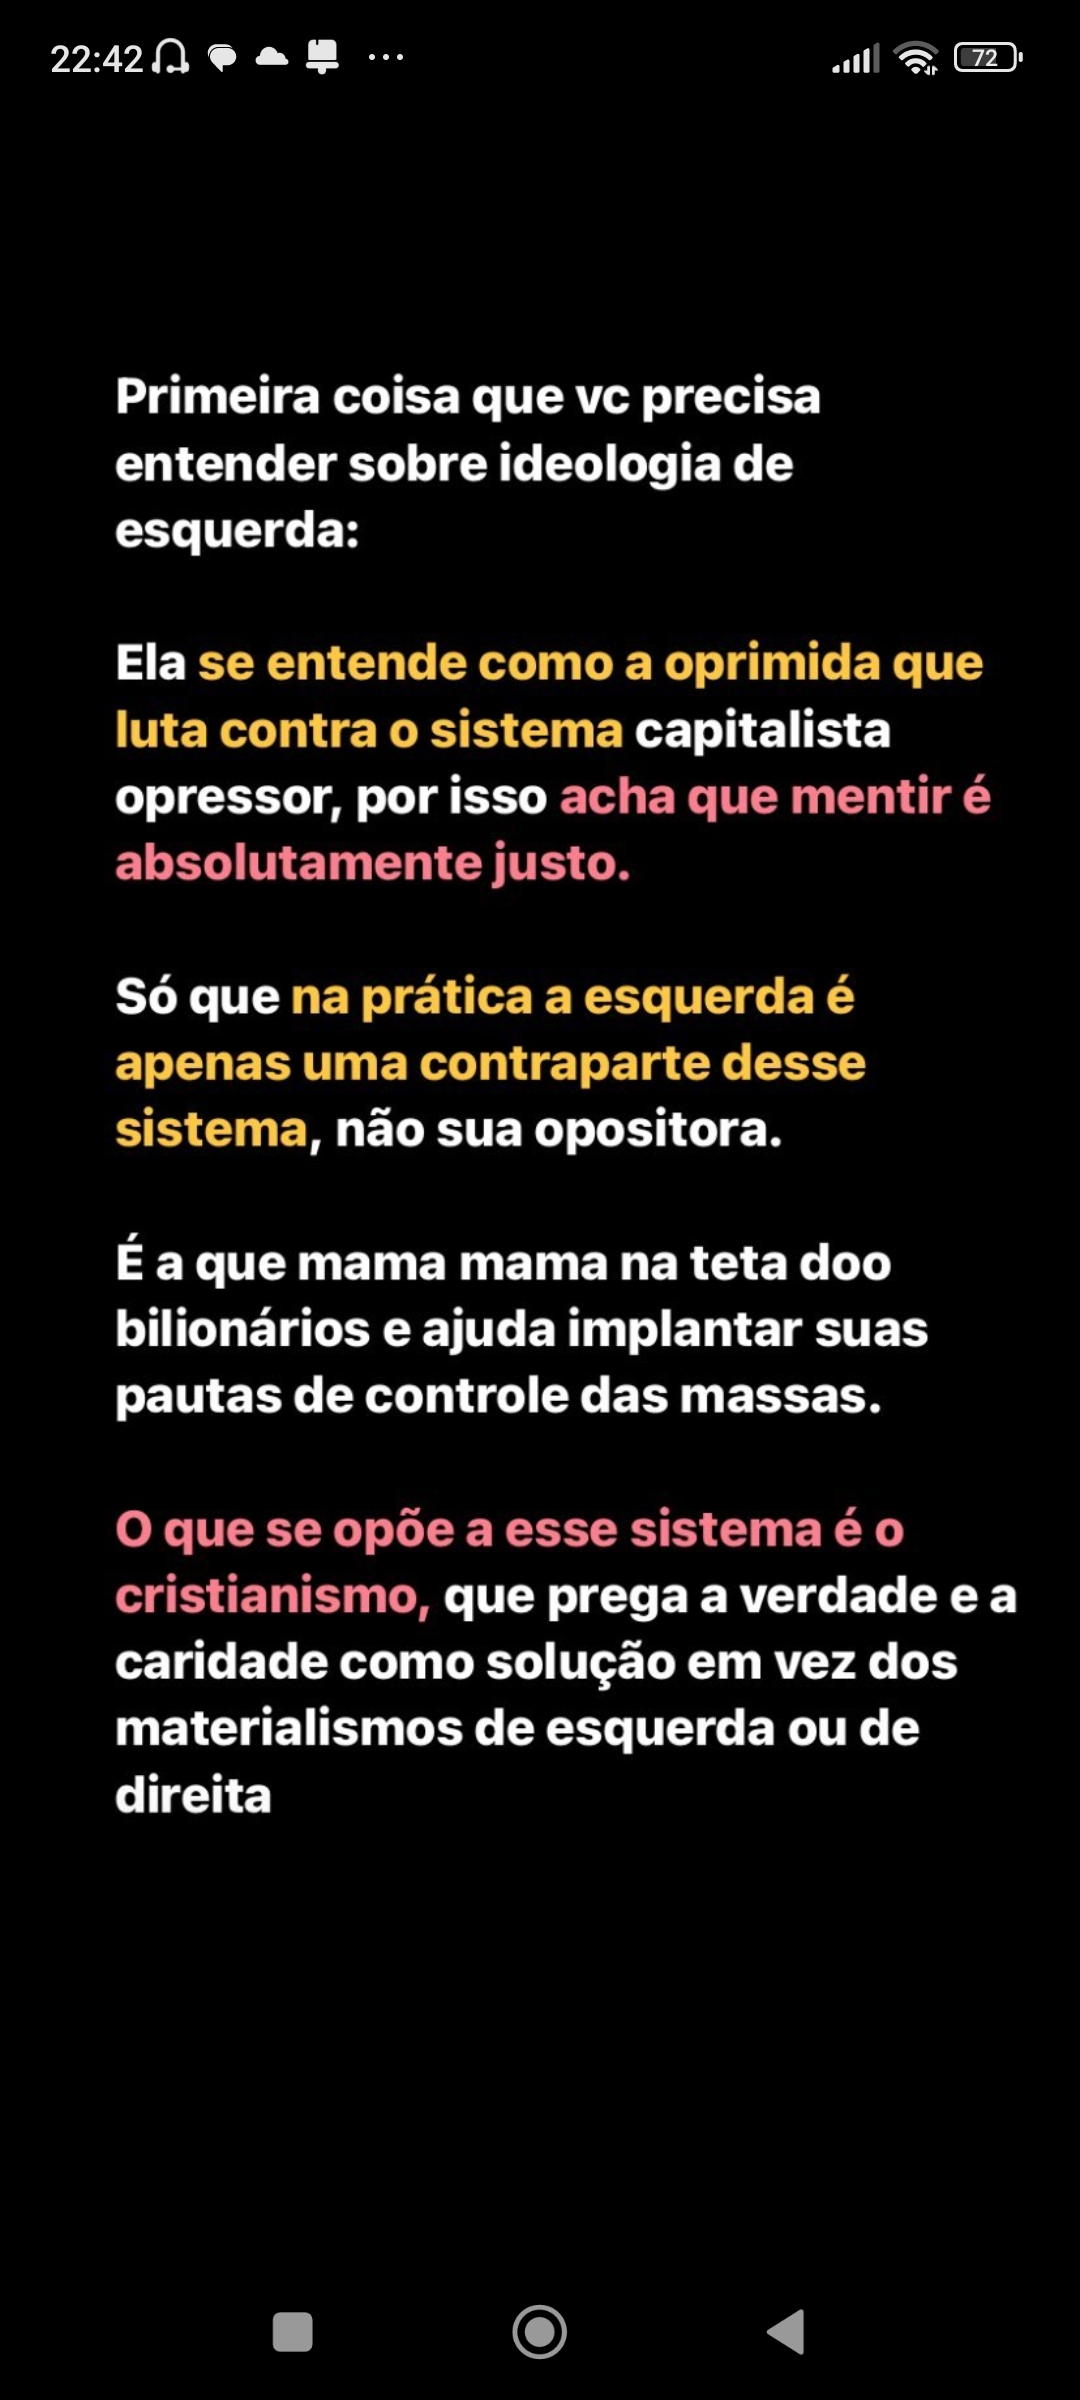 22:42
72
Primeira coisa que vc precisa
entender sobre ideologia de
esquerda:
Ela se entende como a oprimida que
luta contra o sistema capitalista
opressor, por isso acha que mentir é
absolutamente justo.
Só que na prática a esquerda é
apenas uma contraparte desse
sistema, não sua opositora.
É a que mama mama na teta doo
bilionários e ajuda implantar suas
pautas de controle das massas.
O que se opõe a esse sistema é o
cristianismo, que prega a verdade e a
caridade como solução em vez dos
materialismos de esquerda ou de
direita